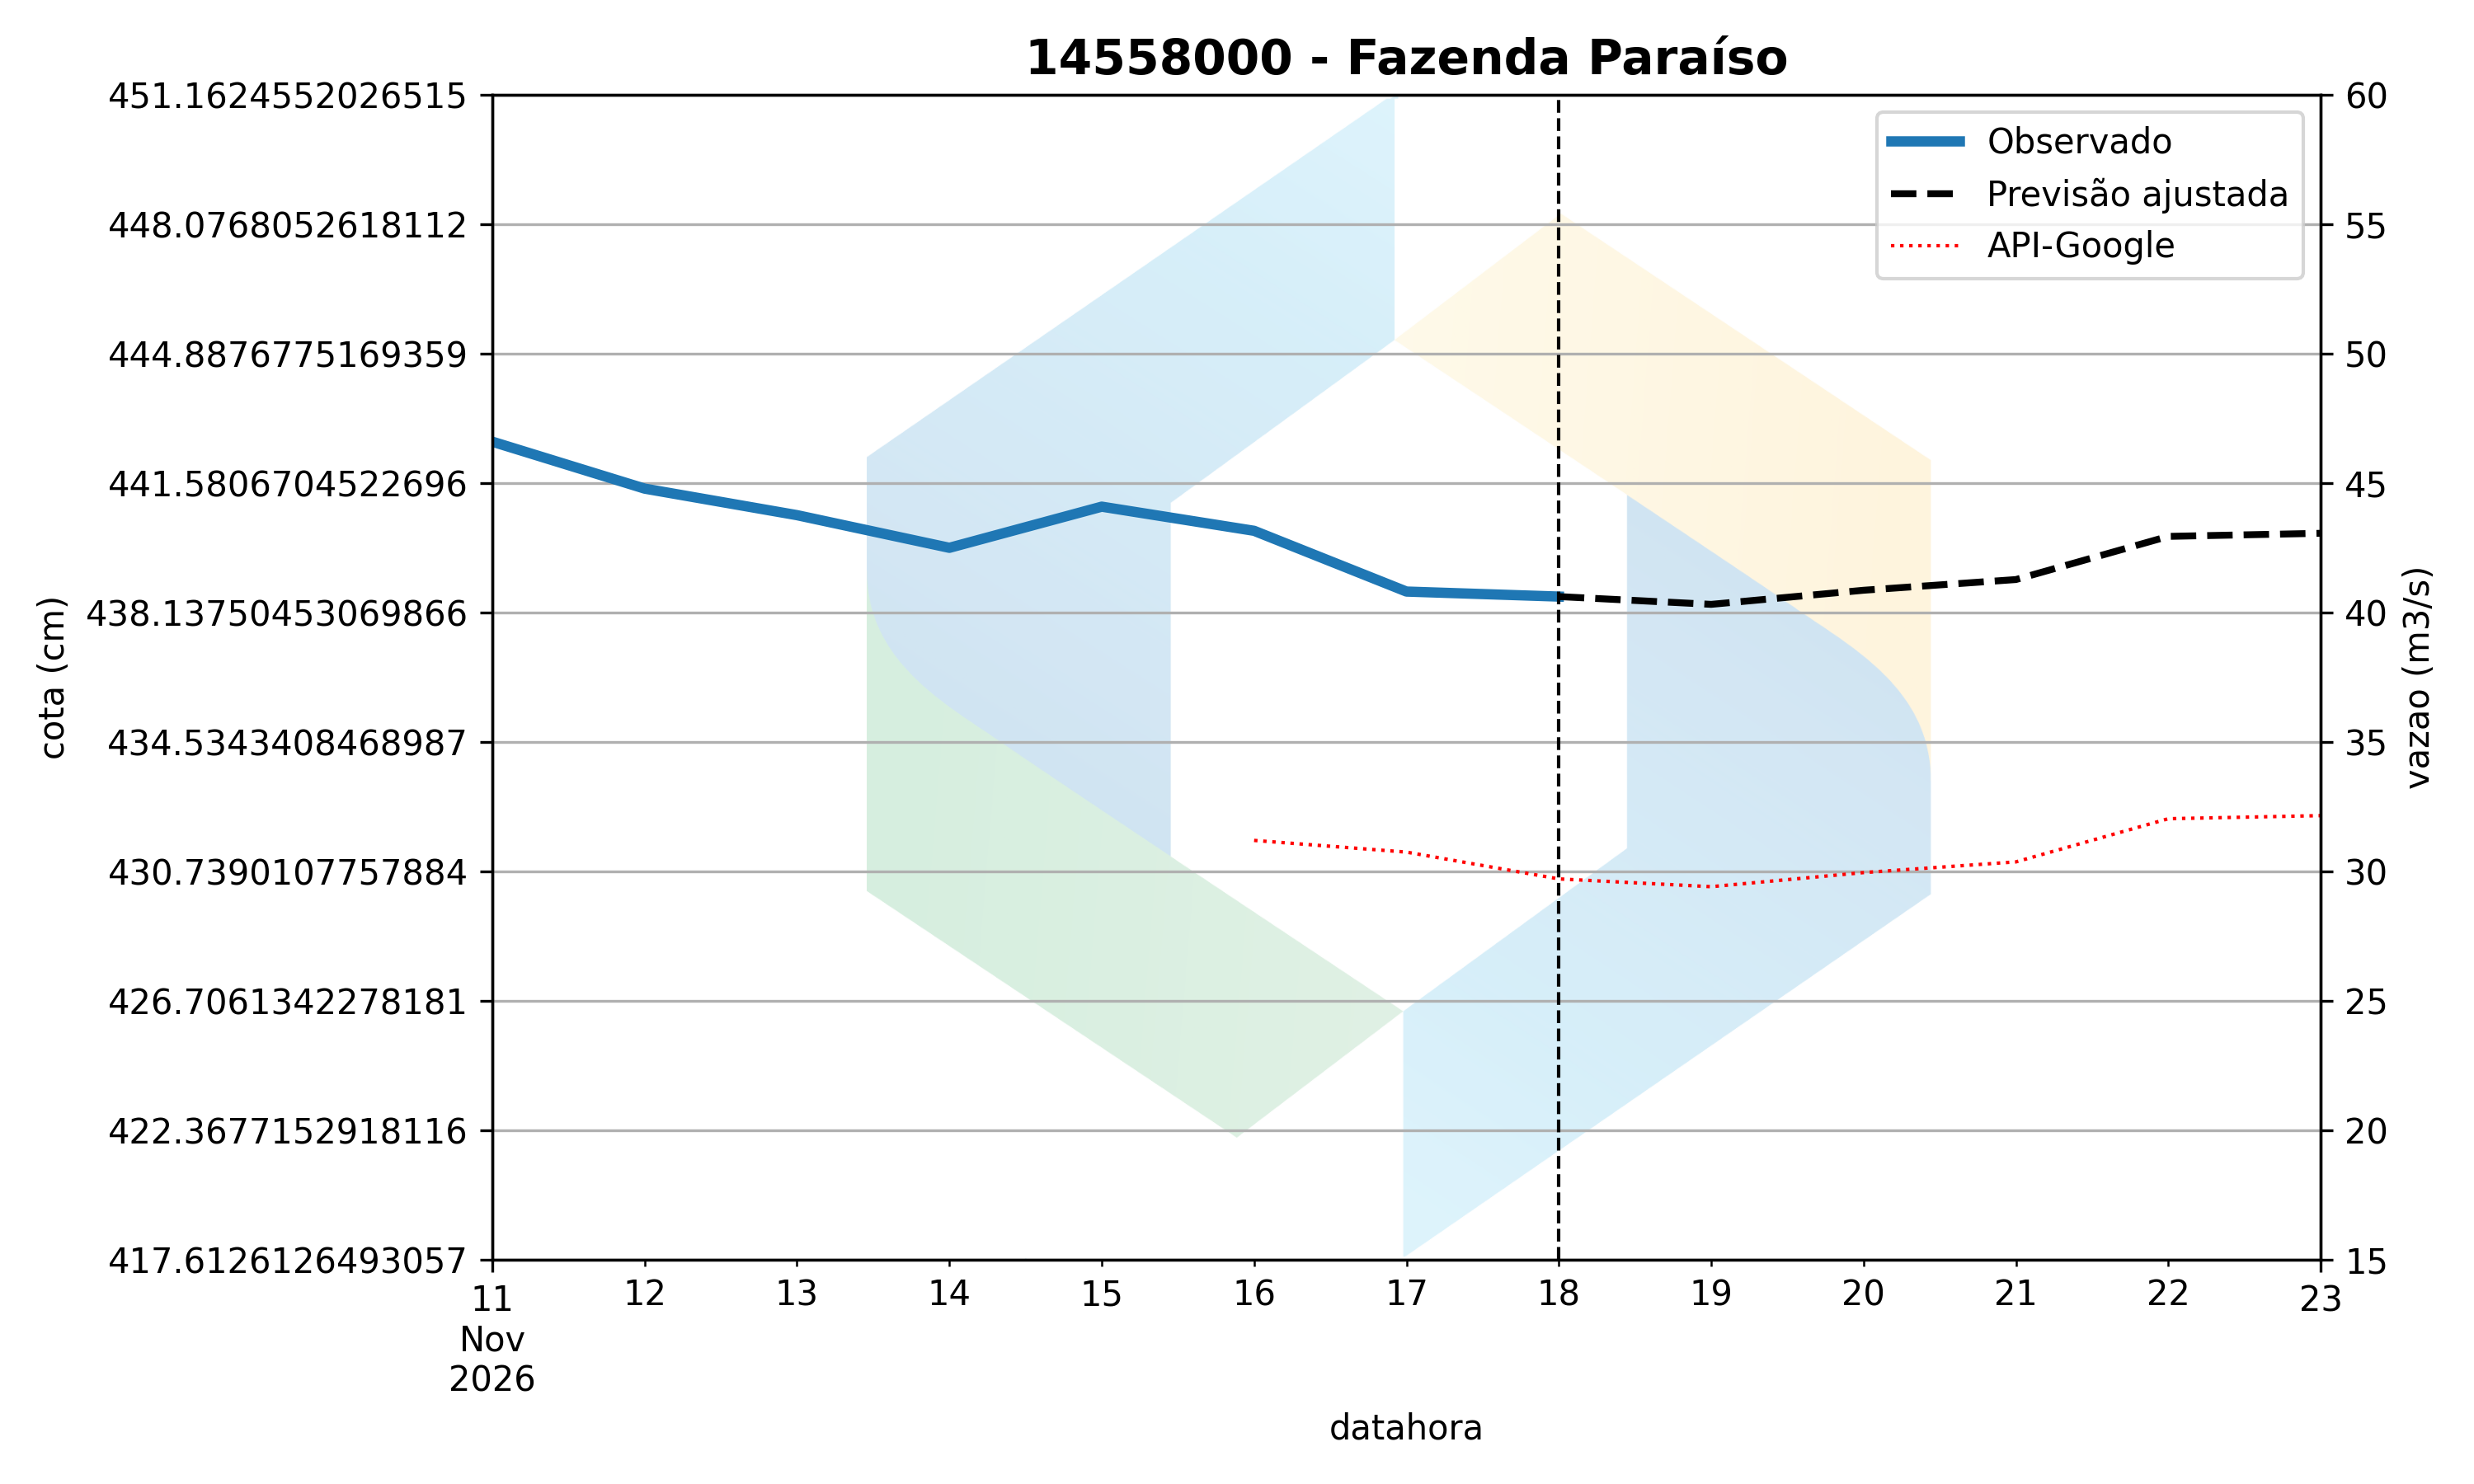 14558000 - Fazenda Paraíso
451.1624552026515
448.0768052618112
444.8876775169359
441.5806704522696
438.13750453069866
434.5343408468987
430.7390107757884
426.7061342278181
422.3677152918116
417.6126126493057
cota (cm)
60
55
50
45
40
35
30
25
20
15
vazao (m3/s)
Observado
Previsão ajustada
API-Google
11 12 13 14 15 16 17 18 19 20 21 22 23
Nov
2026
datahora